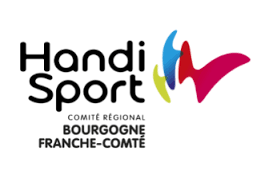 Handi
Sport
COMITÉ RÉGIONAL
BOURGOGNE
FRANCHE-COMTÉ